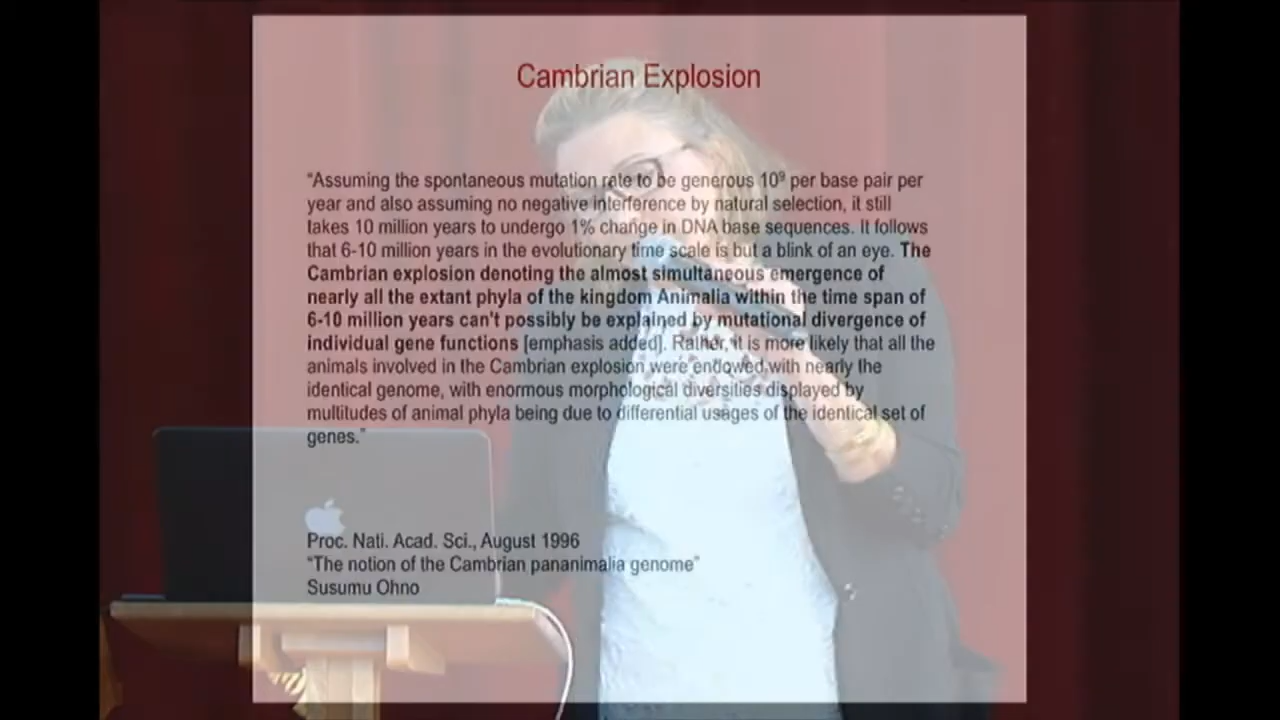 Cambrian Explosion
“Assuming the spontaneous mutation rate to be generous 10⁹ per base pair per
year and also assuming no negative interference by natural selection, it still
takes 10 million years to undergo 1% change in DNA base sequences. It follows
that 6-10 million years in the evolutionary time scale is but a blink of an eye. The
Cambrian explosion denoting the almost simultaneous emergence of
nearly all the extant phyla of the kingdom Animalia within the time span of
6-10 million years can't possibly be explained by mutational divergence of
individual gene functions [emphasis added]. Rather, it is more likely that all the
animals involved in the Cambrian explosion were endowed with nearly the
identical genome, with enormous morphological diversities displayed by
multitudes of animal phyla being due to differential usages of the identical set of
genes.”
Proc. Nati. Acad. Sci., August 1996
“The notion of the Cambrian pananimalia genome”
Susumu Ohno